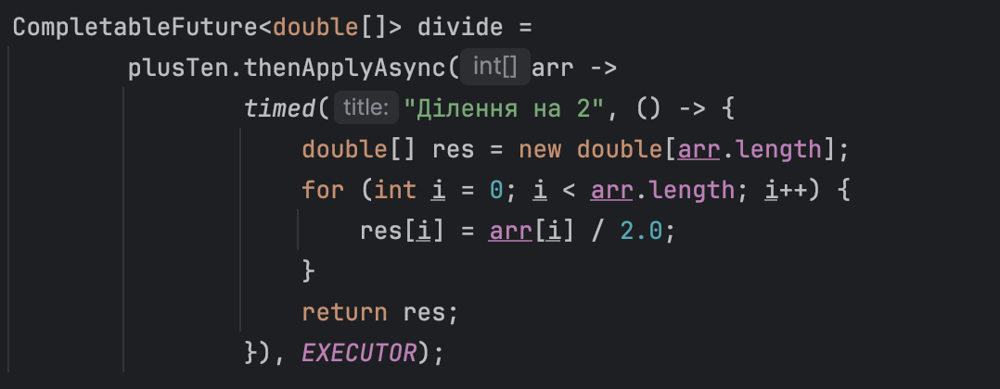 CompletableFuture<double[]> divide =
plusTen.thenApplyAsync( int[] arr ->
timed( title: "Ділення на 2", () -> {
double[] res = new double[arr.length];
for (int i = 0; i < arr.length; i++) {
res[i] = arr[i] / 2.0;
}
return res;
}), EXECUTOR);